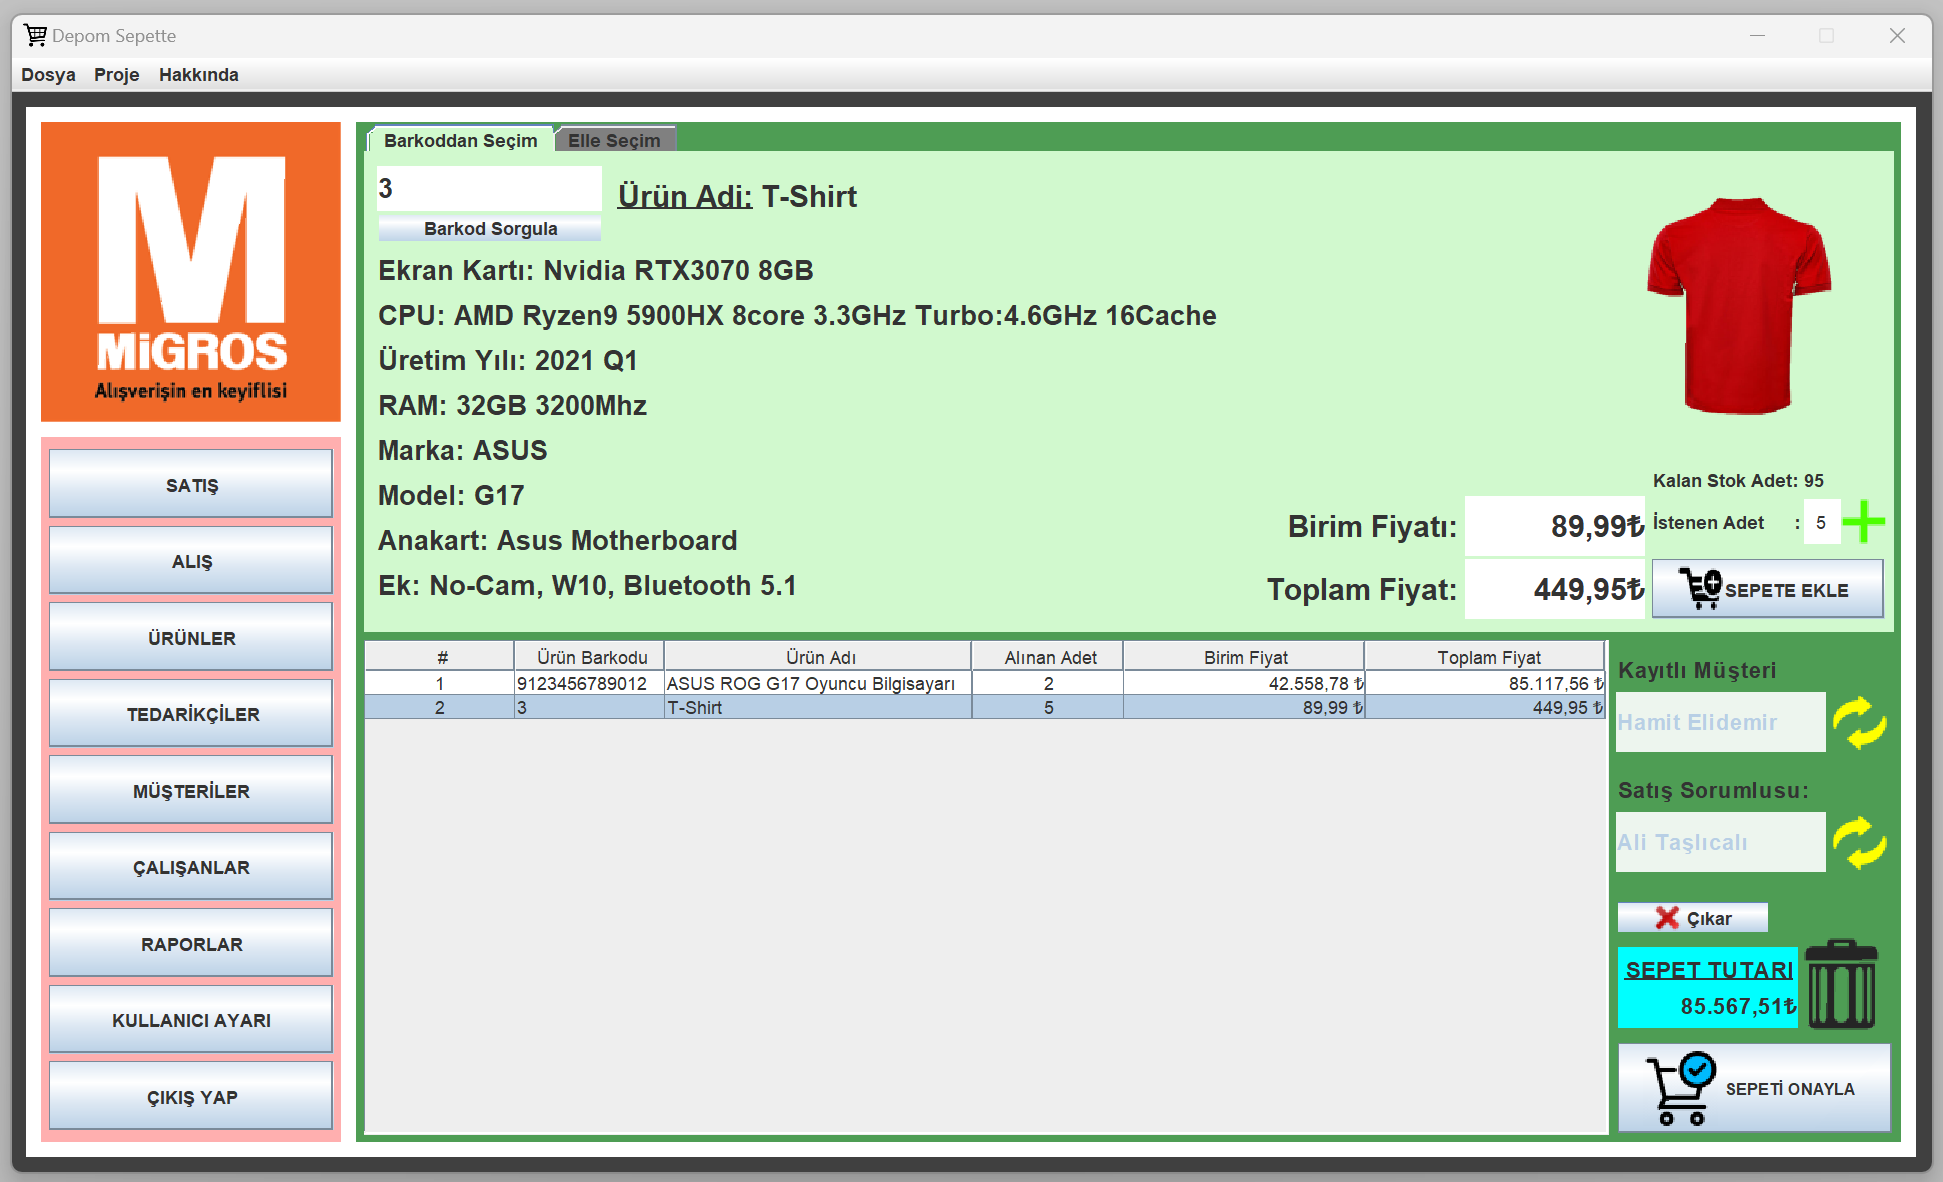 Depom Sepette
Dosya Proje Hakkında
MiGROS
Alışverişin en keyiflisi
SATIŞ
ALIŞ
ÜRÜNLER
TEDARİKÇİLER
MÜŞTERİLER
ÇALIŞANLAR
RAPORLAR
KULLANICI AYARI
ÇIKIŞ YAP
Barkoddan Seçim Elle Seçim
3
Barkod Sorgula
Ürün Adi: T-Shirt
Ekran Kartı: Nvidia RTX3070 8GB
CPU: AMD Ryzen9 5900HX 8core 3.3GHz Turbo:4.6GHz 16Cache
Üretim Yılı: 2021 Q1
RAM: 32GB 3200Mhz
Marka: ASUS
Model: G17
Anakart: Asus Motherboard
Ek: No-Cam, W10, Bluetooth 5.1
Birim Fiyatı: 89,99₺
Toplam Fiyat: 449,95₺
Kalan Stok Adet: 95
İstenen Adet : 5
SEPETE EKLE
# Ürün Barkodu Ürün Adı Alınan Adet Birim Fiyat Toplam Fiyat
1 9123456789012 ASUS ROG G17 Oyuncu Bilgisayarı 2 42.558,78 ₺ 85.117,56 ₺
2 3 T-Shirt 5 89,99 ₺ 449,95 ₺
Kayıtlı Müşteri
Hamit Elidemir
Satış Sorumlusu:
Ali Taşlıcalı
Çıkar
SEPET TUTARI
85.567,51₺
SEPETİ ONAYLA